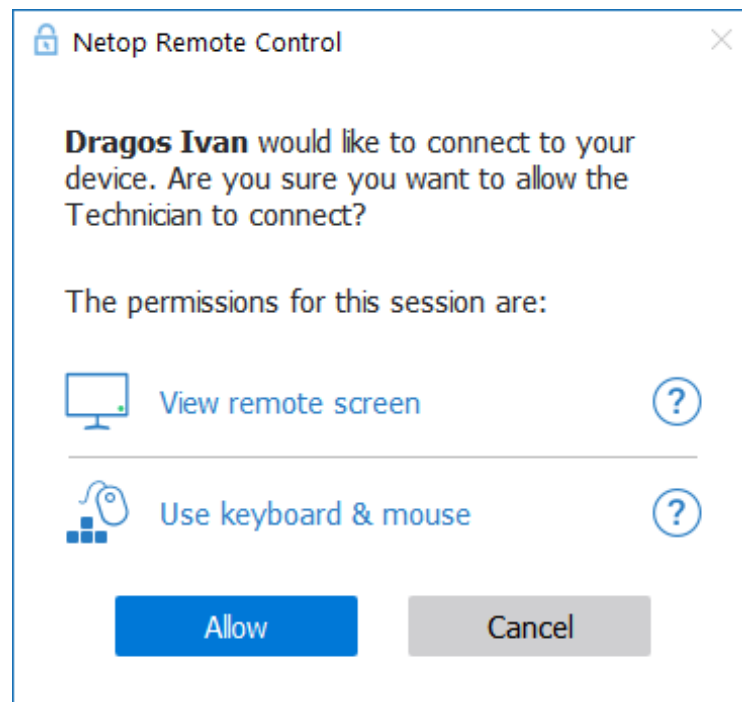 Netop Remote Control
Dragos Ivan would like to connect to your
device. Are you sure you want to allow the
Technician to connect?
The permissions for this session are:
View remote screen
?
Use keyboard & mouse
?
Allow
Cancel